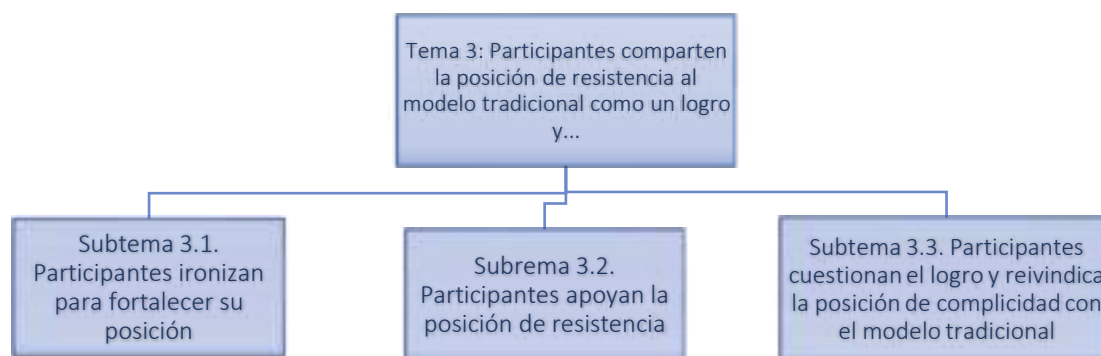 Tema 3: Participantes comparten
la posición de resistencia al
modelo tradicional como un logro
y...
Subtema 3.1.
Participantes ironizan
para fortalecer su
posición
Subrema 3.2.
Participantes apoyan la
posición de resistencia
Subtema 3.3. Participantes
cuestionan el logro y reivindica
la posición de complicidad con
el modelo tradicional